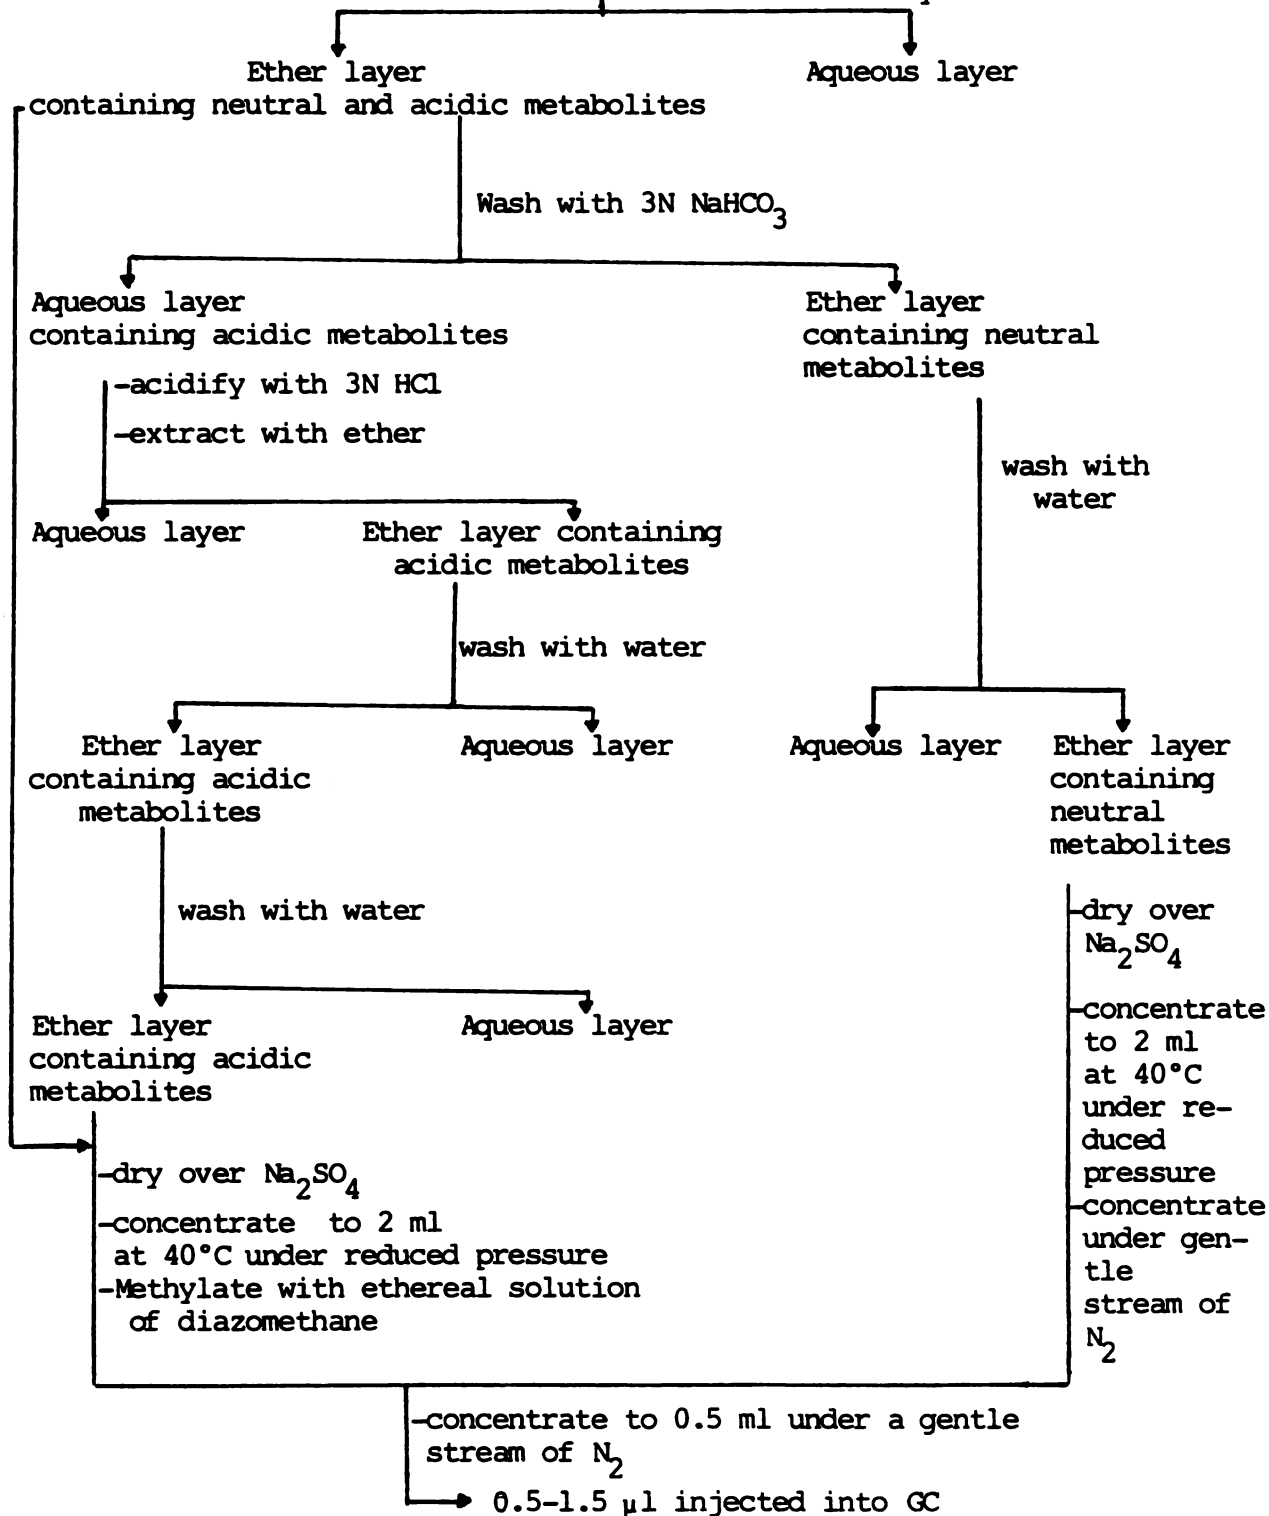 Ether layer
containing neutral and acidic metabolites
Aqueous layer
Wash with 3N NaHCO3
Aqueous layer
containing acidic metabolites
Ether layer
containing neutral
metabolites
-acidify with 3N HCl
-extract with ether
wash with
water
Aqueous layer
Ether layer containing
acidic metabolites
wash with water
Ether layer
containing acidic
metabolites
Aqueous layer
Aqueous layer
Ether layer
containing
neutral
metabolites
wash with water
-dry over
Na2SO4
-concentrate
to 2 ml
at 40°C
under re-
duced
pressure
-concentrate
under gen-
tle
stream of
N2
Ether layer
containing acidic
metabolites
Aqueous layer
-dry over Na2SO4
-concentrate to 2 ml
at 40°C under reduced pressure
-Methylate with ethereal solution
of diazomethane
-concentrate to 0.5 ml under a gentle
stream of N2
0.5-1.5 µl injected into GC